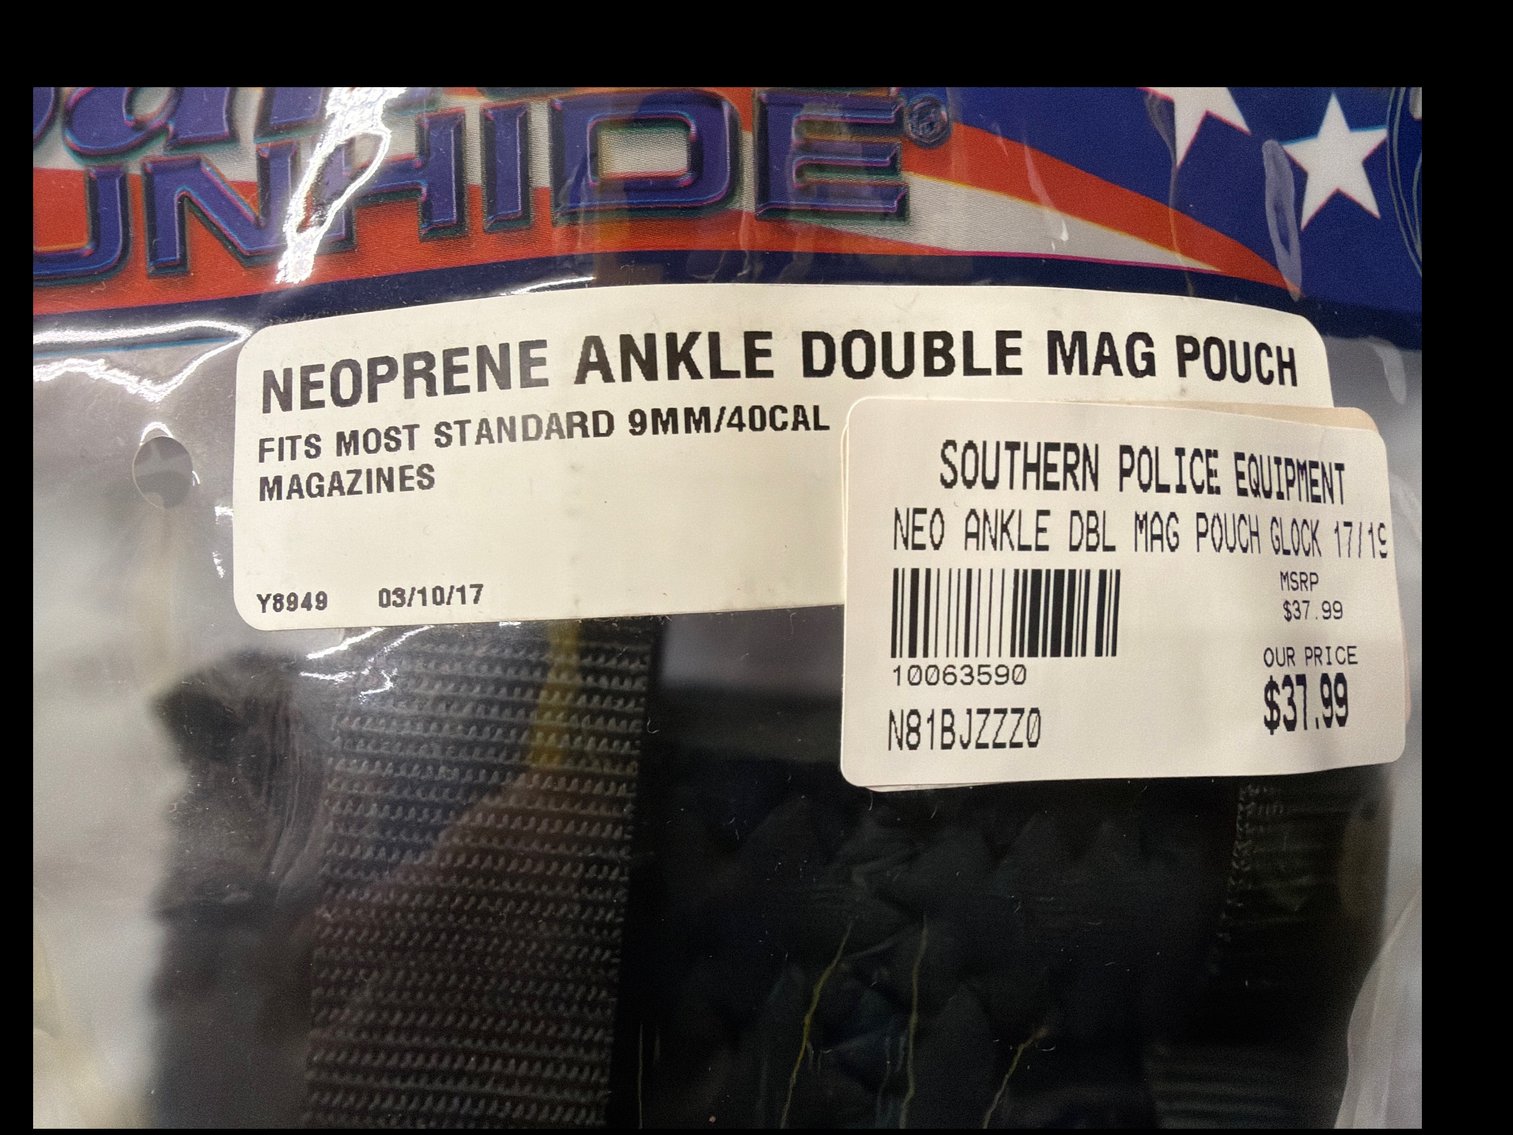 UNHIDE®
NEOPRENE ANKLE DOUBLE MAG POUCH
FITS MOST STANDARD 9MM/40CAL
MAGAZINES
Y8949 03/10/17
SOUTHERN POLICE EQUIPMENT
NEO ANKLE DBL MAG POUCH GLOCK 17/19
MSRP
$37.99
10063590
OUR PRICE
$37.99
N81BJZZZ0